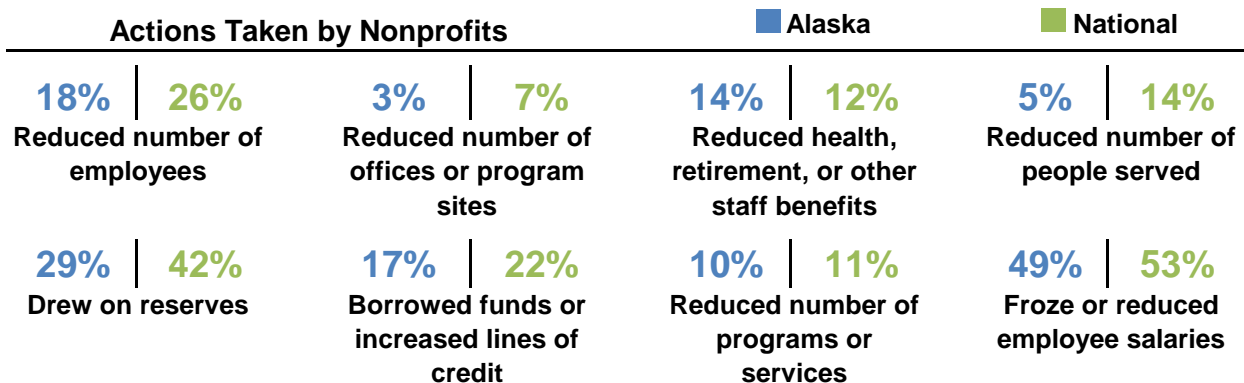 Actions Taken by Nonprofits
Alaska
National
18% 26%
Reduced number of
employees
3% 7%
Reduced number of
offices or program
sites
14% 12%
Reduced health,
retirement, or other
staff benefits
5% 14%
Reduced number of
people served
29% 42%
Drew on reserves
17% 22%
Borrowed funds or
increased lines of
credit
10% 11%
Reduced number of
programs or
services
49% 53%
Froze or reduced
employee salaries